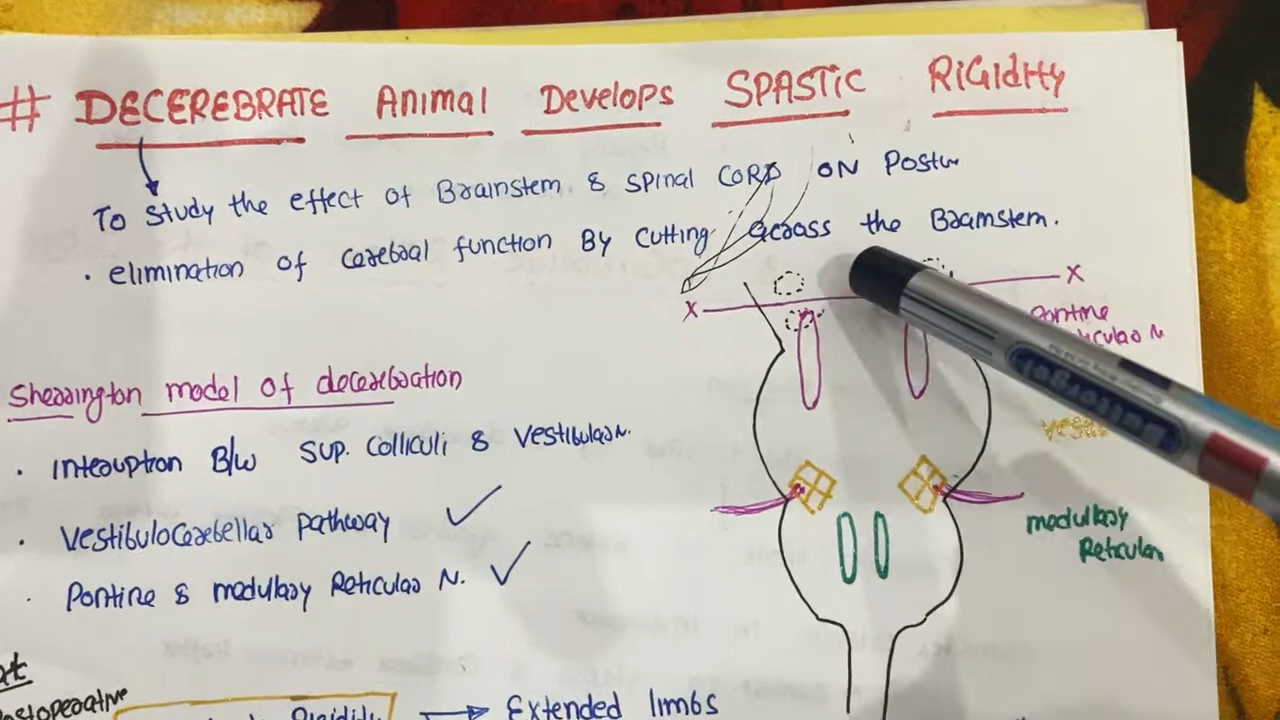 # DECEREBRATE Animal Develops SPASTIC RiGidity
To study the effect of Brainstem & spinal CORD ON Postu
· elimination of cerebral function By cutting across the Brainstem.
X X
Pontine
N
Sherrington model of decerebration
· Interruption B/w Sup. colliculi & vestibular N.
· Vestibulocerebellar pathway ✓
· Pontine & medullary Reticular N. ✓
medullary
Reticular
Extended limbs